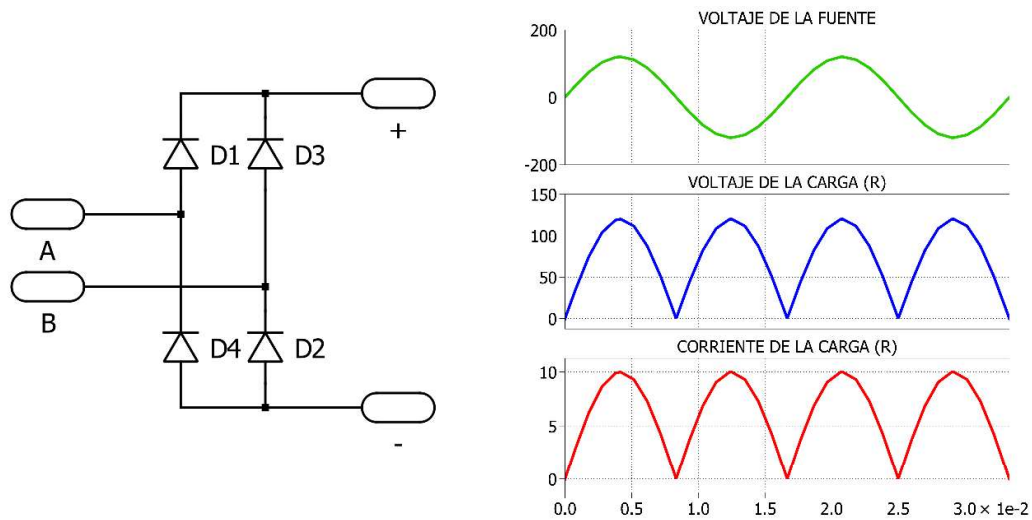 A
B
D1
D3
D4
D2
+
-
VOLTAJE DE LA FUENTE
200
0
-200
VOLTAJE DE LA CARGA (R)
150
100
50
0
CORRIENTE DE LA CARGA (R)
10
5
0
0.0 0.5 1.0 1.5 2.0 2.5 3.0 × 1e-2